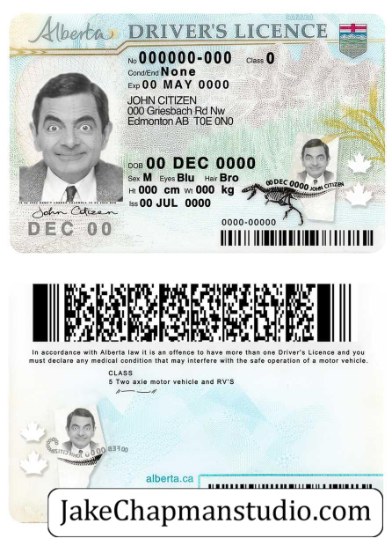 Alberta DRIVER'S LICENCE
No 000000-000 Class 0
Cond/End None
Exp 00 MAY 0000
JOHN CITIZEN
000 Griesbach Rd Nw
Edmonton AB T0E 0N0
DOB 00 DEC 0000
Sex M Eyes Blu Hair Bro
Ht 000 cm Wt 000 kg
Iss 00 JUL 0000
00 DEC 0000 JOHN CITIZEN
John Citizen
DEC 00
0000-00000
In accordance with Alberta law it is an offence to have more than one Driver's Licence and you
must declare any medical condition that may interfere with the safe operation of a motor vehicle.
CLASS
5 Two axle motor vehicle and RV'S
alberta.ca
JakeChapmanstudio.com